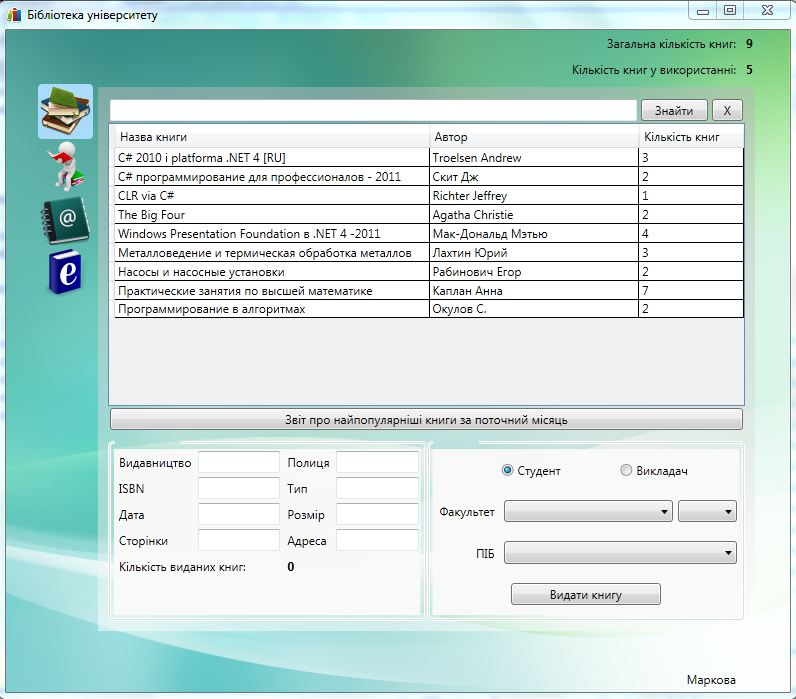 Бібліотека університету
Загальна кількість книг: 9
Кількість книг у використанні: 5
Знайти X
Назва книги Автор Кількість книг
C# 2010 і platforma .NET 4 [RU] Troelsen Andrew 3
C# программирование для профессионалов - 2011 Скит Дж 2
CLR via C# Richter Jeffrey 1
The Big Four Agatha Christie 2
Windows Presentation Foundation в .NET 4 -2011 Мак-Дональд Мэтью 4
Металловедение и термическая обработка металлов Лахтин Юрий 3
Насосы и насосные установки Рабинович Егор 2
Практические занятия по высшей математике Каплан Анна 7
Программирование в алгоритмах Окулов С. 2
Звіт про найпопулярніші книги за поточний місяць
Видавництво Полиця
ISBN Тип
Дата Розмір
Сторінки Адреса
Кількість виданих книг: 0
Студент Викладач
Факультет
ПІБ
Видати книгу
Маркова